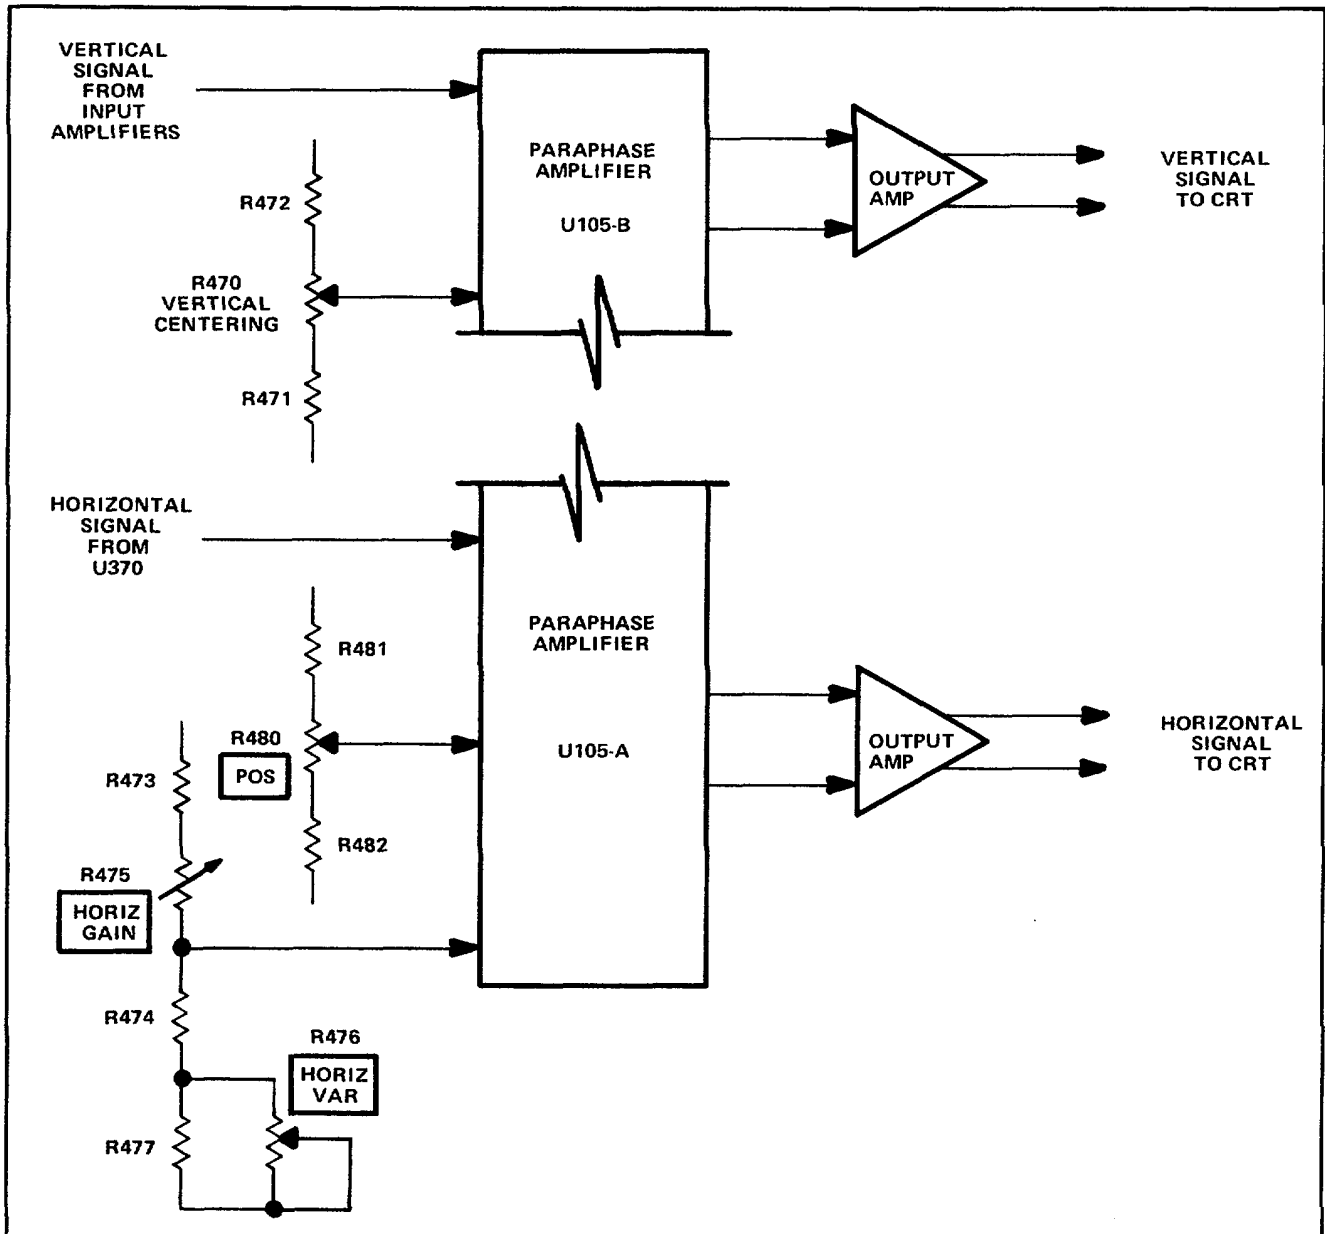 VERTICAL
SIGNAL
FROM
INPUT
AMPLIFIERS
PARAPHASE
AMPLIFIER
U105-B
OUTPUT
AMP
VERTICAL
SIGNAL
TO CRT
R472
R470
VERTICAL
CENTERING
R471
HORIZONTAL
SIGNAL
FROM
U370
PARAPHASE
AMPLIFIER
U105-A
OUTPUT
AMP
HORIZONTAL
SIGNAL
TO CRT
R481
R480
POS
R482
R473
R475
HORIZ
GAIN
R474
R476
HORIZ
VAR
R477